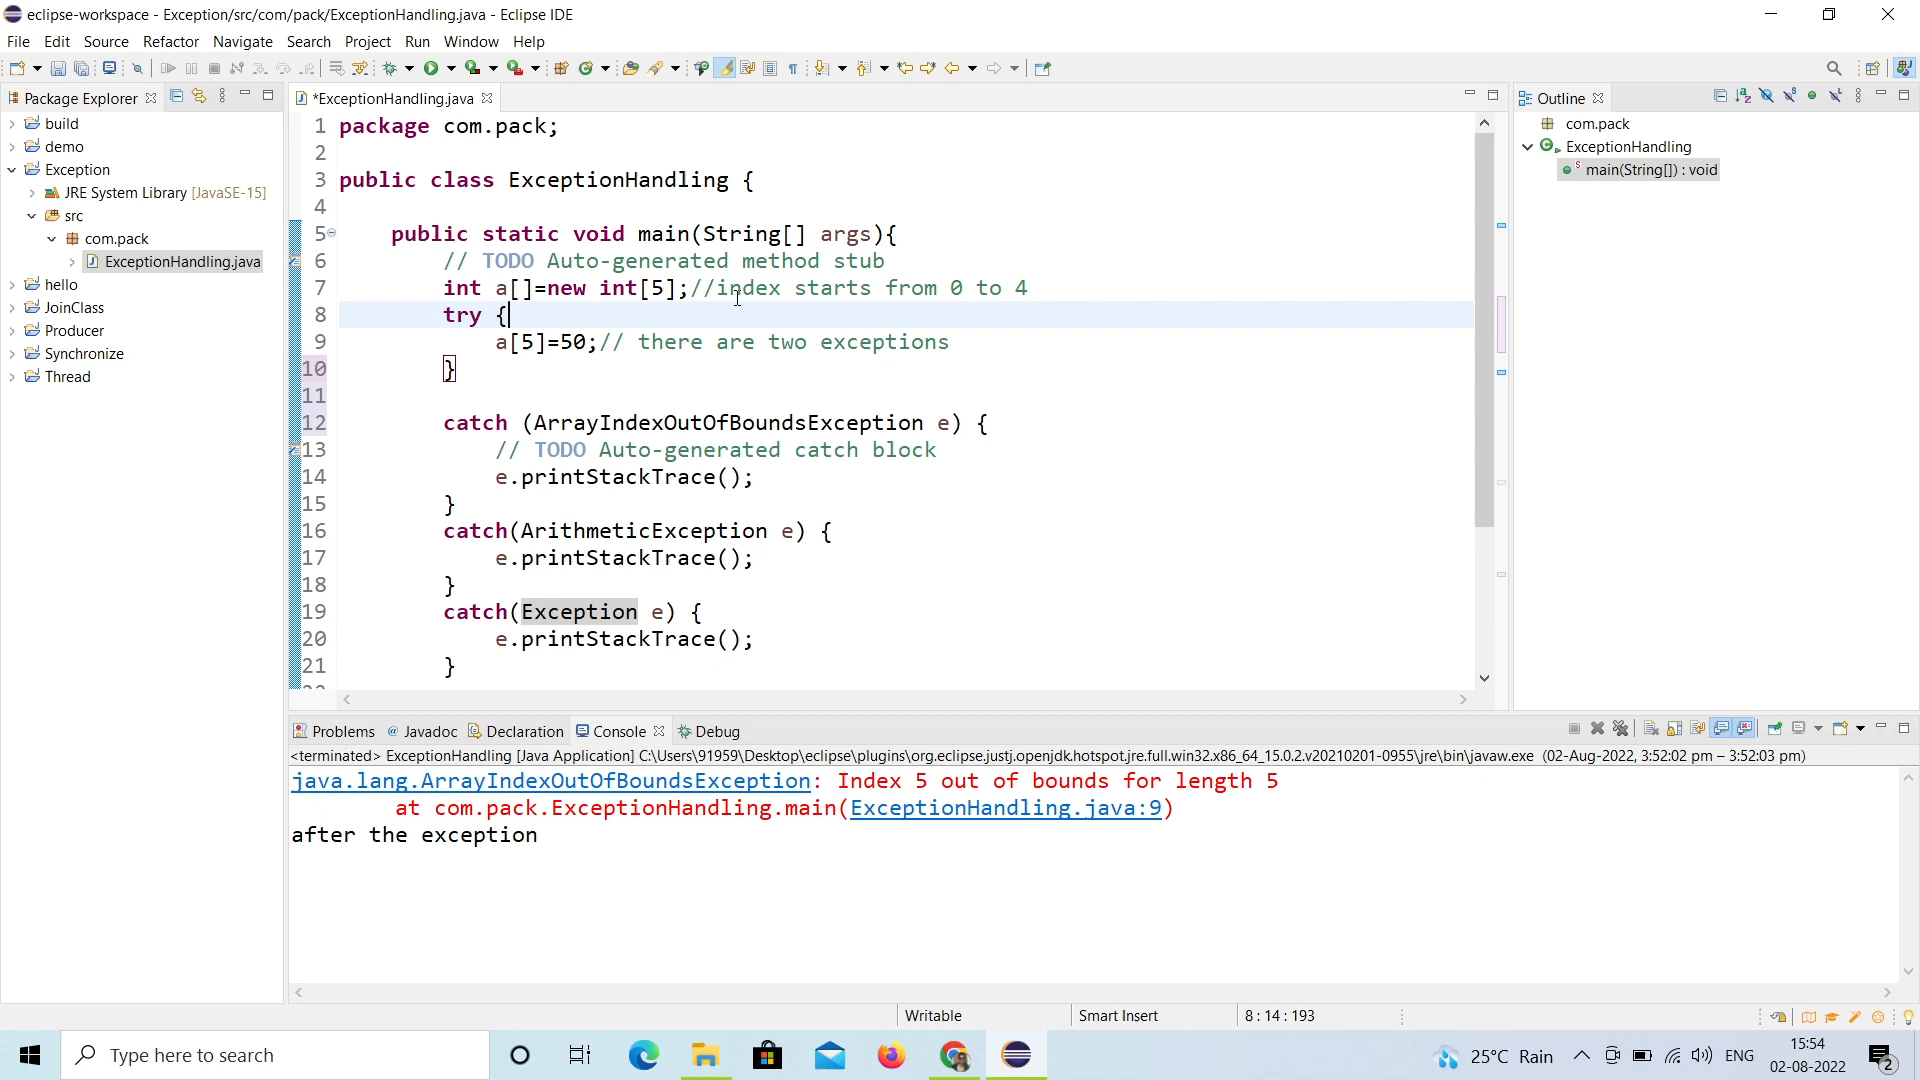 eclipse-workspace - Exception/src/com/pack/ExceptionHandling.java - Eclipse IDE
File Edit Source Refactor Navigate Search Project Run Window Help
Package Explorer
build
demo
Exception
JRE System Library [JavaSE-15]
src
com.pack
ExceptionHandling.java
hello
JoinClass
Producer
Synchronize
Thread
*ExceptionHandling.java
1 package com.pack;
2
3 public class ExceptionHandling {
4
5 public static void main(String[] args){
6 // TODO Auto-generated method stub
7 int a[]=new int[5];//index starts from 0 to 4
8 try {
9 a[5]=50;// there are two exceptions
10 }
11
12 catch (ArrayIndexOutOfBoundsException e) {
13 // TODO Auto-generated catch block
14 e.printStackTrace();
15 }
16 catch(ArithmeticException e) {
17 e.printStackTrace();
18 }
19 catch(Exception e) {
20 e.printStackTrace();
21 }
Outline
com.pack
ExceptionHandling
main(String[]) : void
Problems Javadoc Declaration Console Debug
<terminated> ExceptionHandling [Java Application] C:\Users\91959\Desktop\eclipse\plugins\org.eclipse.justj.openjdk.hotspot.jre.full.win32.x86_64_15.0.2.v20210201-0955\jre\bin\javaw.exe (02-Aug-2022, 3:52:02 pm – 3:52:03 pm)
java.lang.ArrayIndexOutOfBoundsException: Index 5 out of bounds for length 5
at com.pack.ExceptionHandling.main(ExceptionHandling.java:9)
after the exception
Writable Smart Insert 8 : 14 : 193
Type here to search
25°C Rain
ENG
15:54
02-08-2022
2